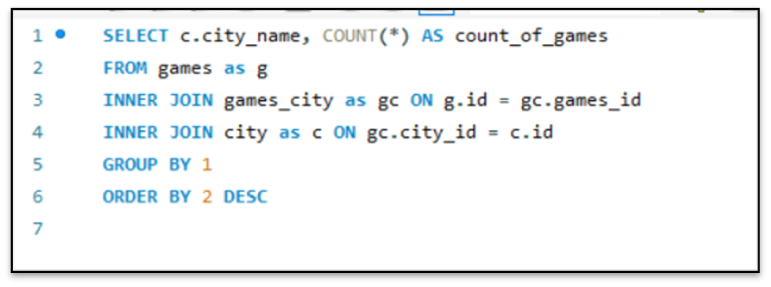 1 SELECT c.city_name, COUNT(*) AS count_of_games
2 FROM games as g
3 INNER JOIN games_city as gc ON g.id = gc.games_id
4 INNER JOIN city as c ON gc.city_id = c.id
5 GROUP BY 1
6 ORDER BY 2 DESC
7